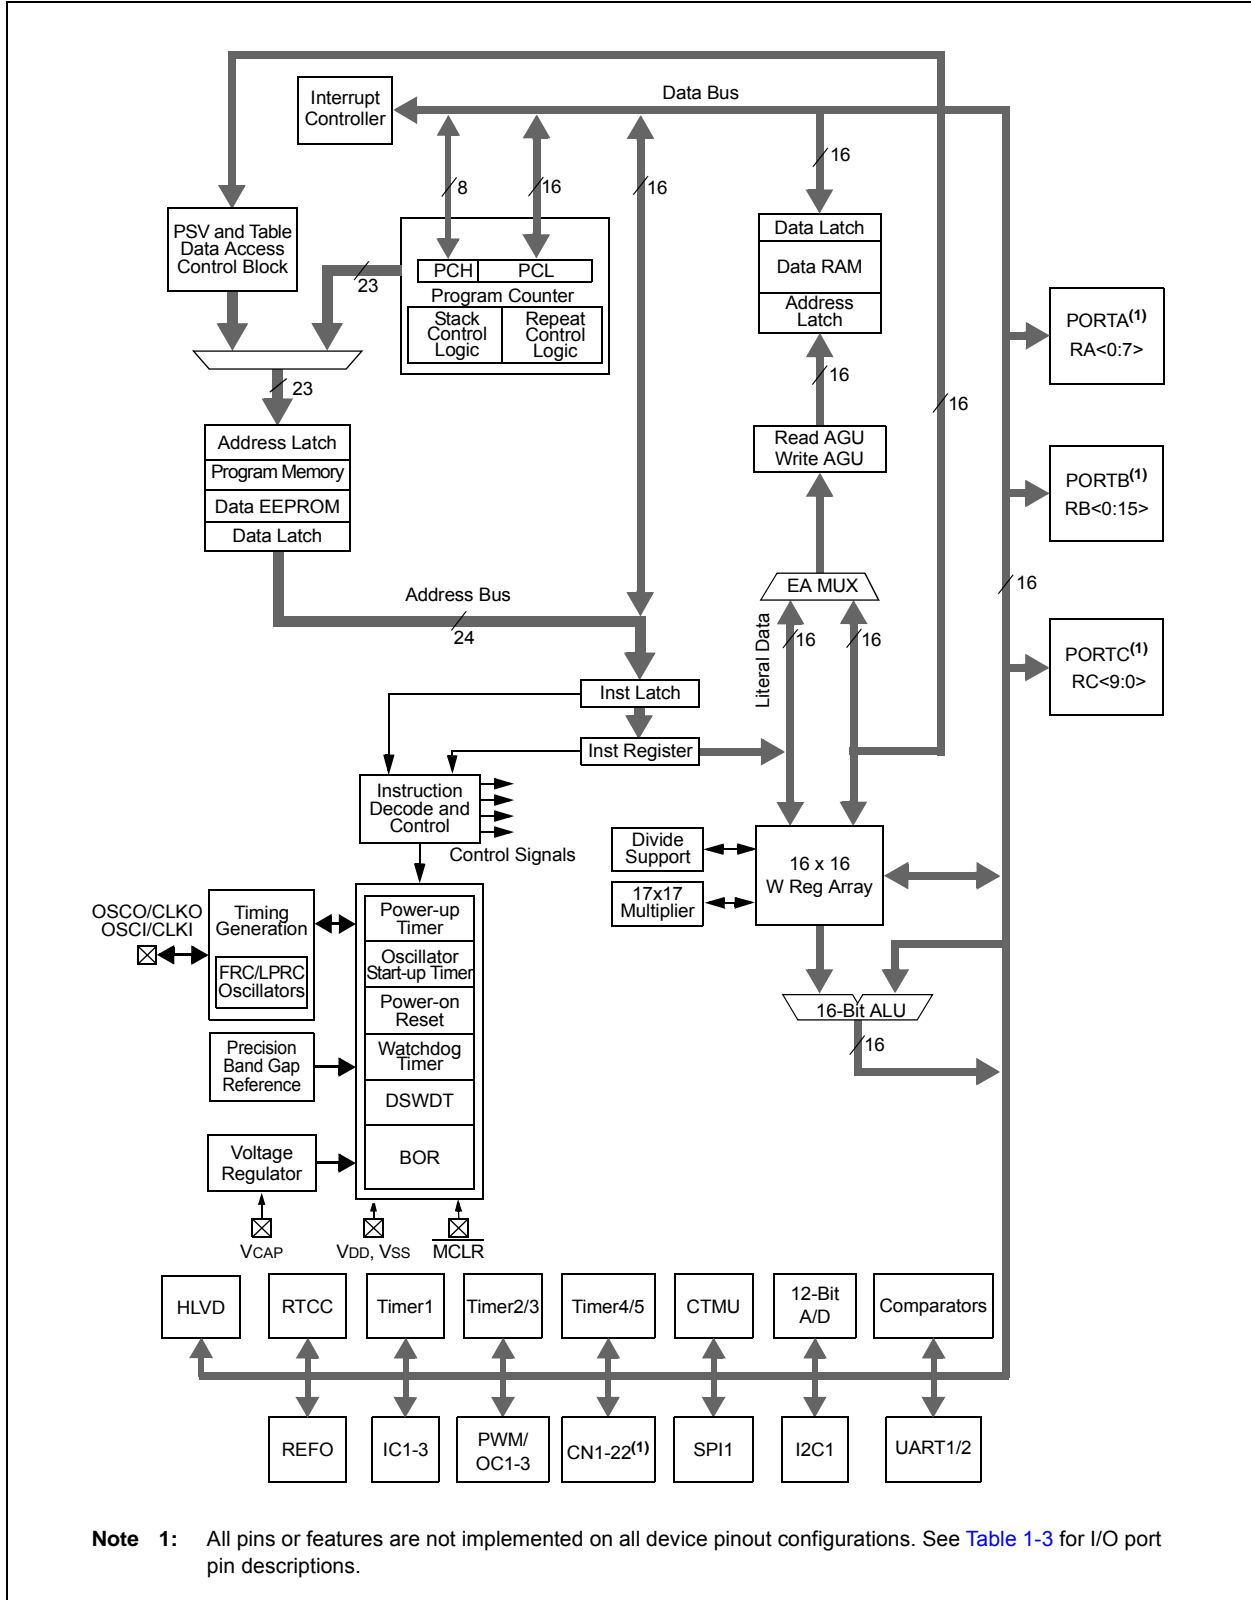 Data Bus
Interrupt
Controller
16
8
16
16
PSV and Table
Data Access
Control Block
Data Latch
Data RAM
Address
Latch
PCH
PCL
Program Counter
Stack
Control
Logic
Repeat
Control
Logic
23
PORTA(1)
RA<0:7>
23
16
16
Address Latch
Program Memory
Data EEPROM
Data Latch
Read AGU
Write AGU
PORTB(1)
RB<0:15>
EA MUX
16
Address Bus
24
Literal Data
16
16
PORTC(1)
RC<9:0>
Inst Latch
Inst Register
Instruction
Decode and
Control
Control Signals
Divide
Support
17x17
Multiplier
16 x 16
W Reg Array
OSCO/CLKO
OSCI/CLKI
Timing
Generation
FRC/LPRC
Oscillators
Power-up
Timer
Oscillator
Start-up Timer
Power-on
Reset
Watchdog
Timer
DSWDT
BOR
16-Bit ALU
16
Precision
Band Gap
Reference
Voltage
Regulator
VCAP
VDD, VSS
MCLR
HLVD
RTCC
Timer1
Timer2/3
Timer4/5
CTMU
12-Bit
A/D
Comparators
REFO
IC1-3
PWM/
OC1-3
CN1-22(1)
SPI1
I2C1
UART1/2
Note 1: All pins or features are not implemented on all device pinout configurations. See Table 1-3 for I/O port
pin descriptions.